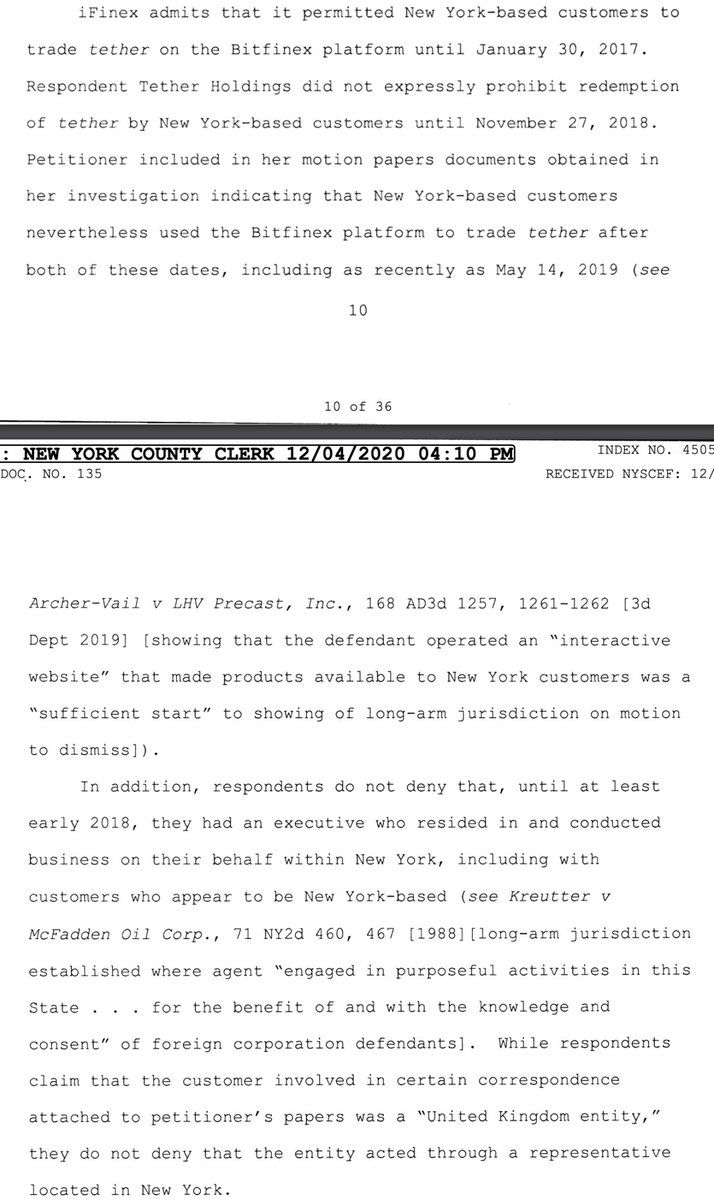 iFinex admits that it permitted New York-based customers to
trade tether on the Bitfinex platform until January 30, 2017.
Respondent Tether Holdings did not expressly prohibit redemption
of tether by New York-based customers until November 27, 2018.
Petitioner included in her motion papers documents obtained in
her investigation indicating that New York-based customers
nevertheless used the Bitfinex platform to trade tether after
both of these dates, including as recently as May 14, 2019 (see
10
10 of 36
: NEW YORK COUNTY CLERK 12/04/2020 04:10 PM
INDEX NO. 4505
DOC. NO. 135
RECEIVED NYSCEF: 12/
Archer-Vail v LHV Precast, Inc., 168 AD3d 1257, 1261-1262 [3d
Dept 2019] [showing that the defendant operated an “interactive
website” that made products available to New York customers was a
“sufficient start” to showing of long-arm jurisdiction on motion
to dismiss]).
In addition, respondents do not deny that, until at least
early 2018, they had an executive who resided in and conducted
business on their behalf within New York, including with
customers who appear to be New York-based (see Kreutter v
McFadden Oil Corp., 71 NY2d 460, 467 [1988][long-arm jurisdiction
established where agent “engaged in purposeful activities in this
State . . . for the benefit of and with the knowledge and
consent” of foreign corporation defendants]. While respondents
claim that the customer involved in certain correspondence
attached to petitioner’s papers was a “United Kingdom entity,”
they do not deny that the entity acted through a representative
located in New York.